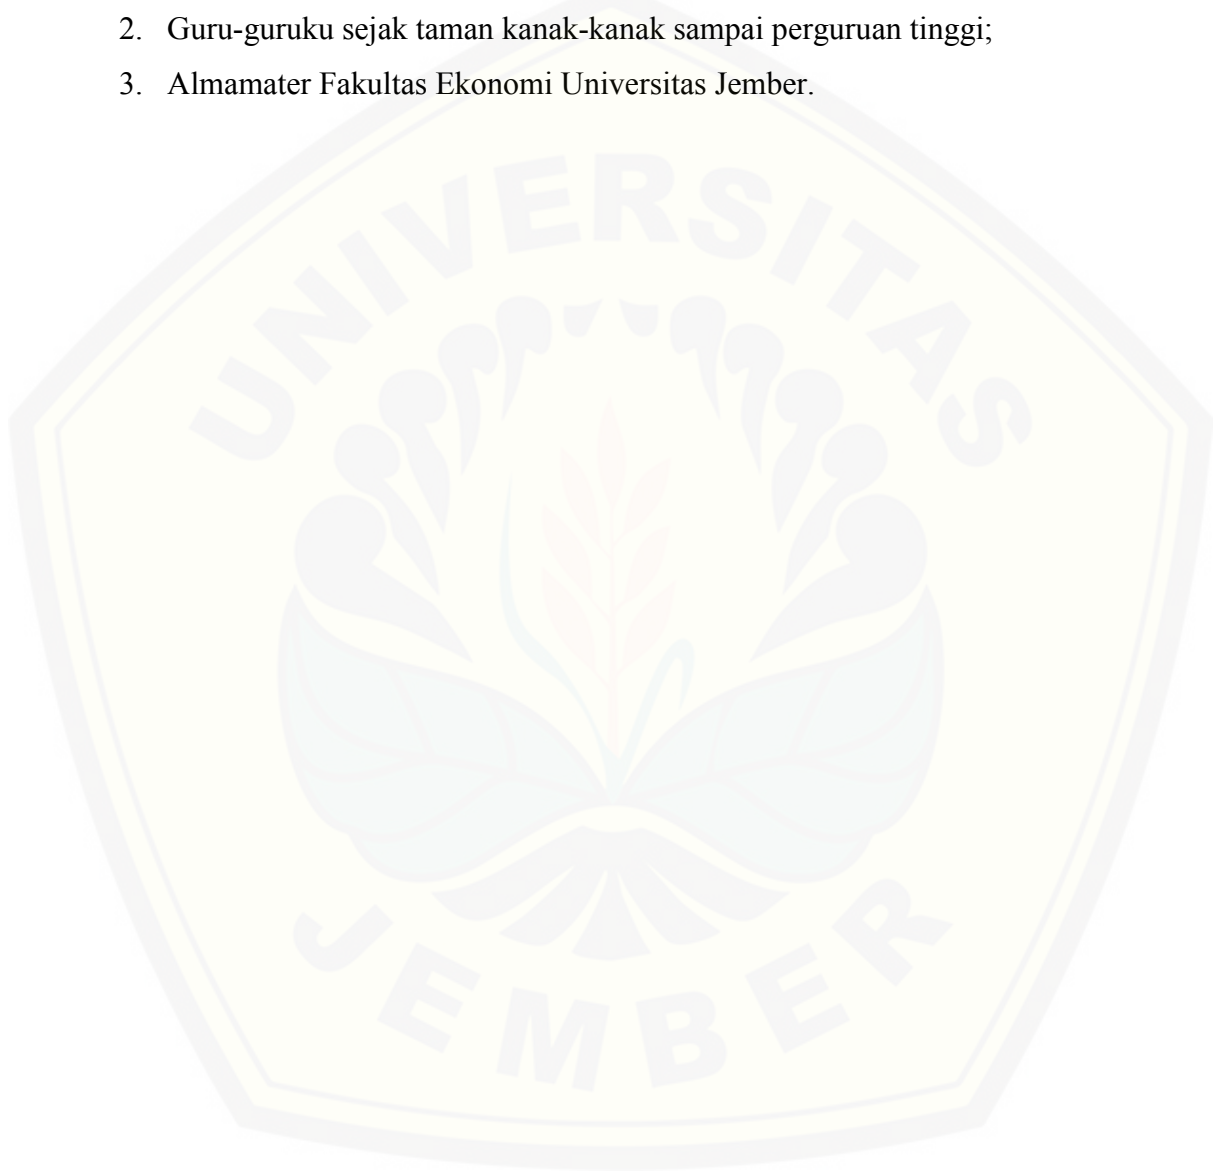 2. Guru-guruku sejak taman kanak-kanak sampai perguruan tinggi;
3. Almamater Fakultas Ekonomi Universitas Jember.
UNIVERSITAS
JEMBER